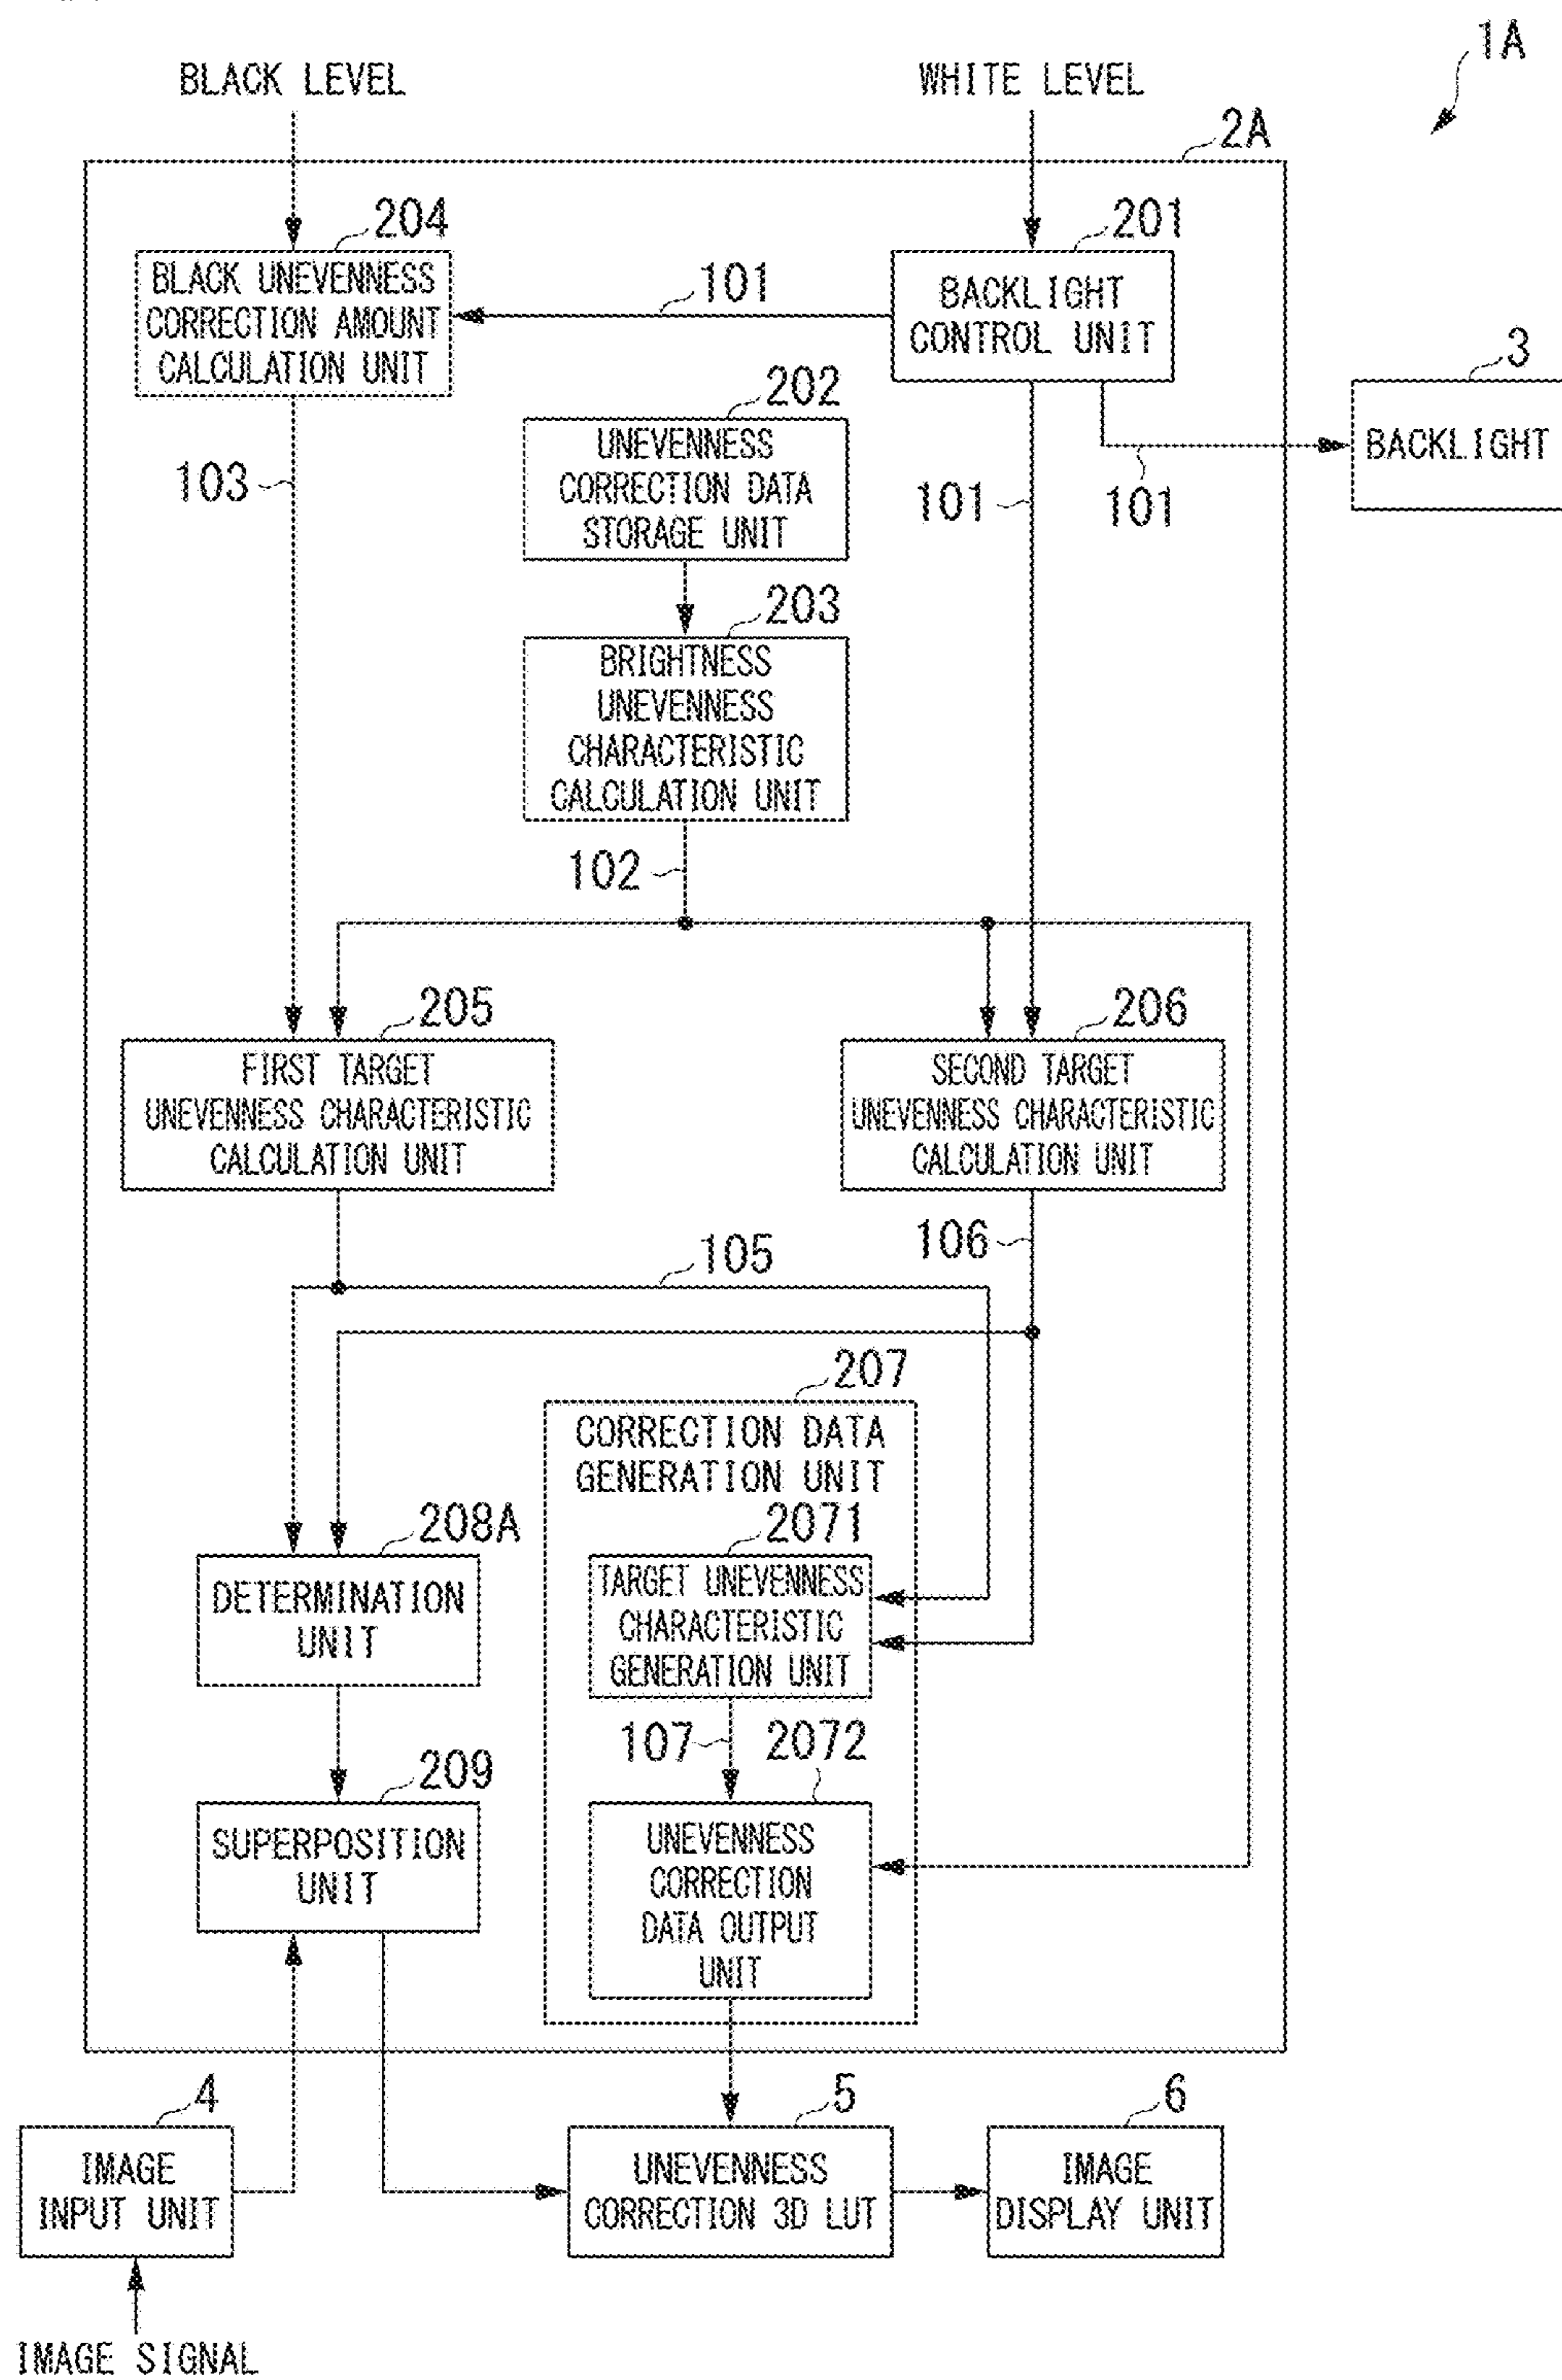 1A
BLACK LEVEL
WHITE LEVEL
2A
204
201
BLACK UNEVENNESS
CORRECTION AMOUNT
CALCULATION UNIT
101
BACKLIGHT
CONTROL UNIT
3
BACKLIGHT
202
UNEVENNESS
CORRECTION DATA
STORAGE UNIT
103
101
101
203
BRIGHTNESS
UNEVENNESS
CHARACTERISTIC
CALCULATION UNIT
102
205
206
FIRST TARGET
UNEVENNESS CHARACTERISTIC
CALCULATION UNIT
SECOND TARGET
UNEVENNESS CHARACTERISTIC
CALCULATION UNIT
105
106
207
CORRECTION DATA
GENERATION UNIT
208A
2071
DETERMINATION
UNIT
TARGET UNEVENNESS
CHARACTERISTIC
GENERATION UNIT
107
2072
209
SUPERPOSITION
UNIT
UNEVENNESS
CORRECTION
DATA OUTPUT
UNIT
4
5
6
IMAGE
INPUT UNIT
UNEVENNESS
CORRECTION 3D LUT
IMAGE
DISPLAY UNIT
IMAGE SIGNAL